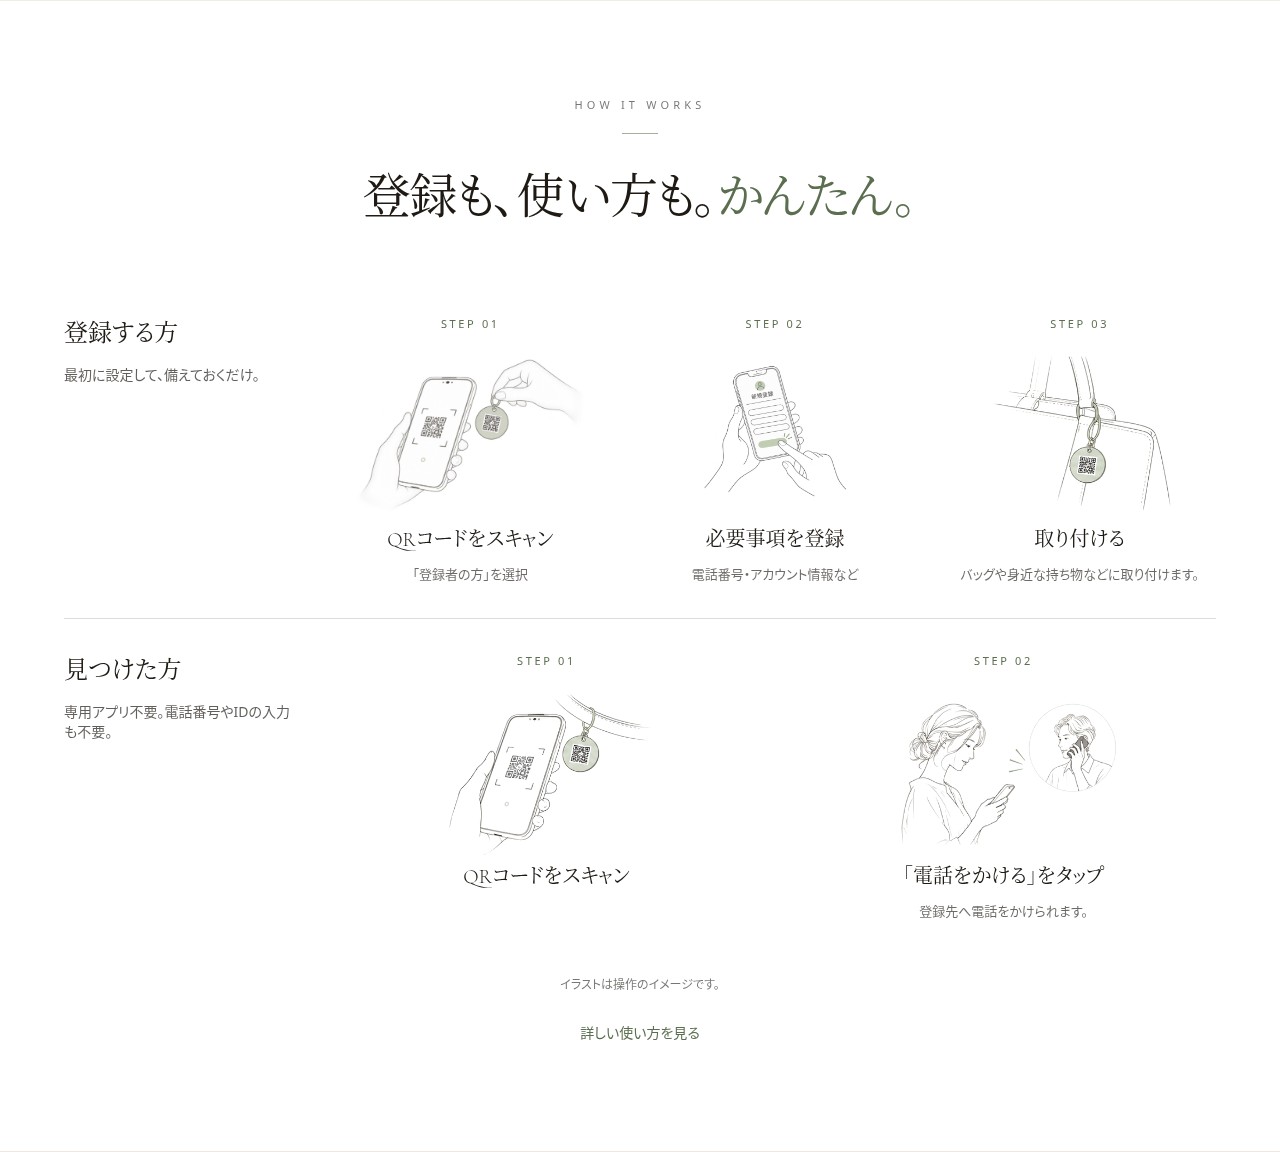 HOW IT WORKS
登録も、使い方も。かんたん。
登録する方
最初に設定して、備えておくだけ。
STEP 01
QRコードをスキャン
「登録者の方」を選択
STEP 02
必要事項を登録
電話番号・アカウント情報など
STEP 03
取り付ける
バッグや身近な持ち物などに取り付けます。
見つけた方
専用アプリ不要。電話番号やIDの入力
も不要。
STEP 01
QRコードをスキャン
STEP 02
「電話をかける」をタップ
登録先へ電話をかけられます。
イラストは操作のイメージです。
詳しい使い方を見る